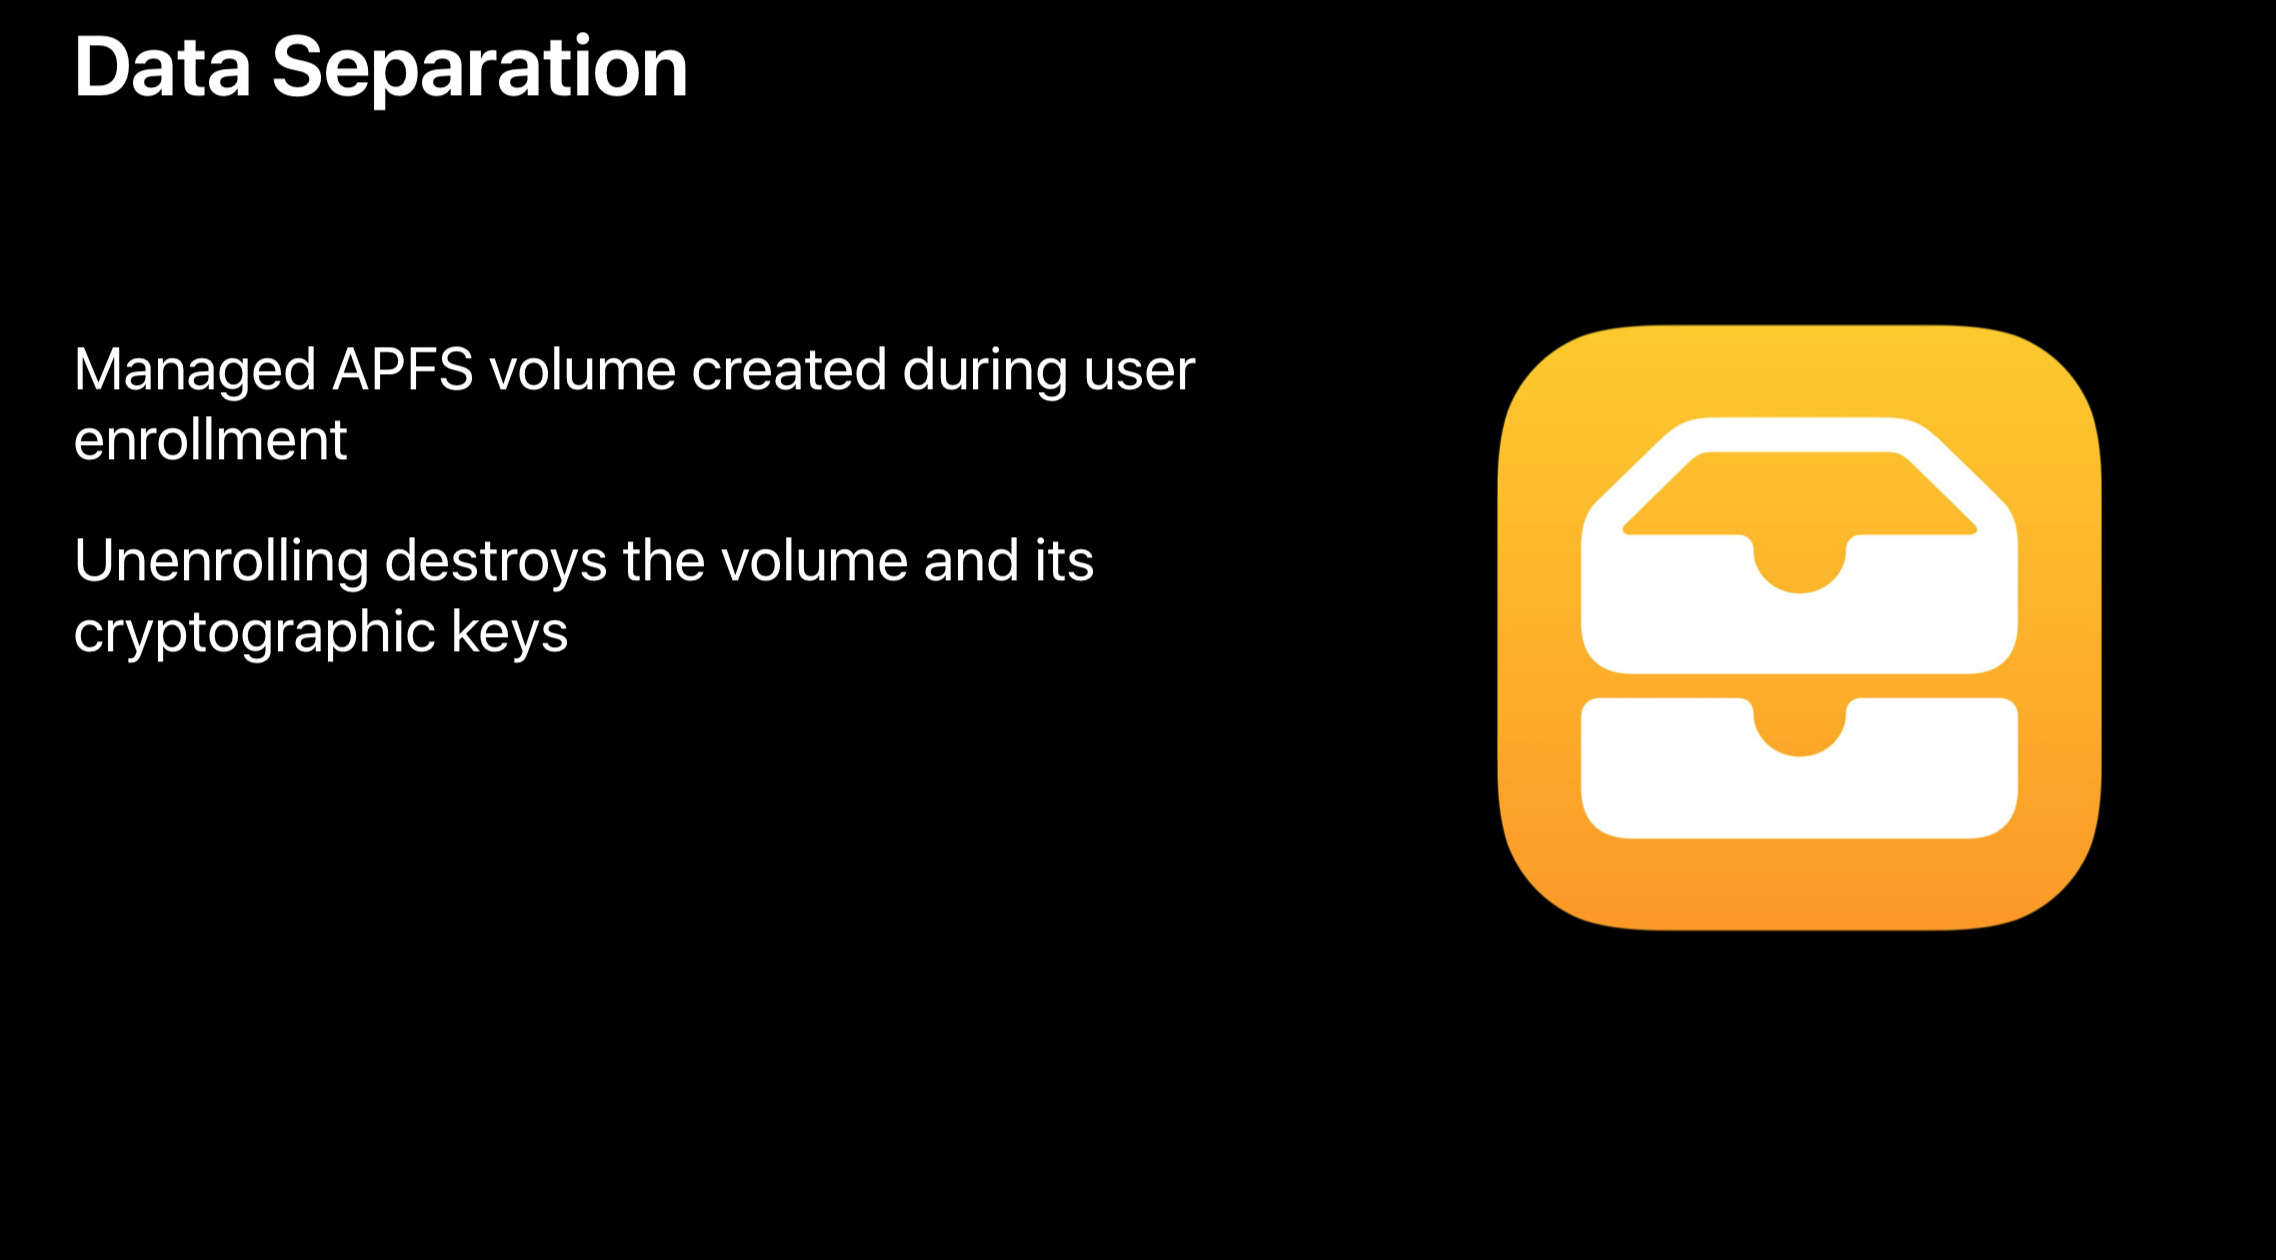 Data Separation
Managed APFS volume created during user
enrollment
Unenrolling destroys the volume and its
cryptographic keys